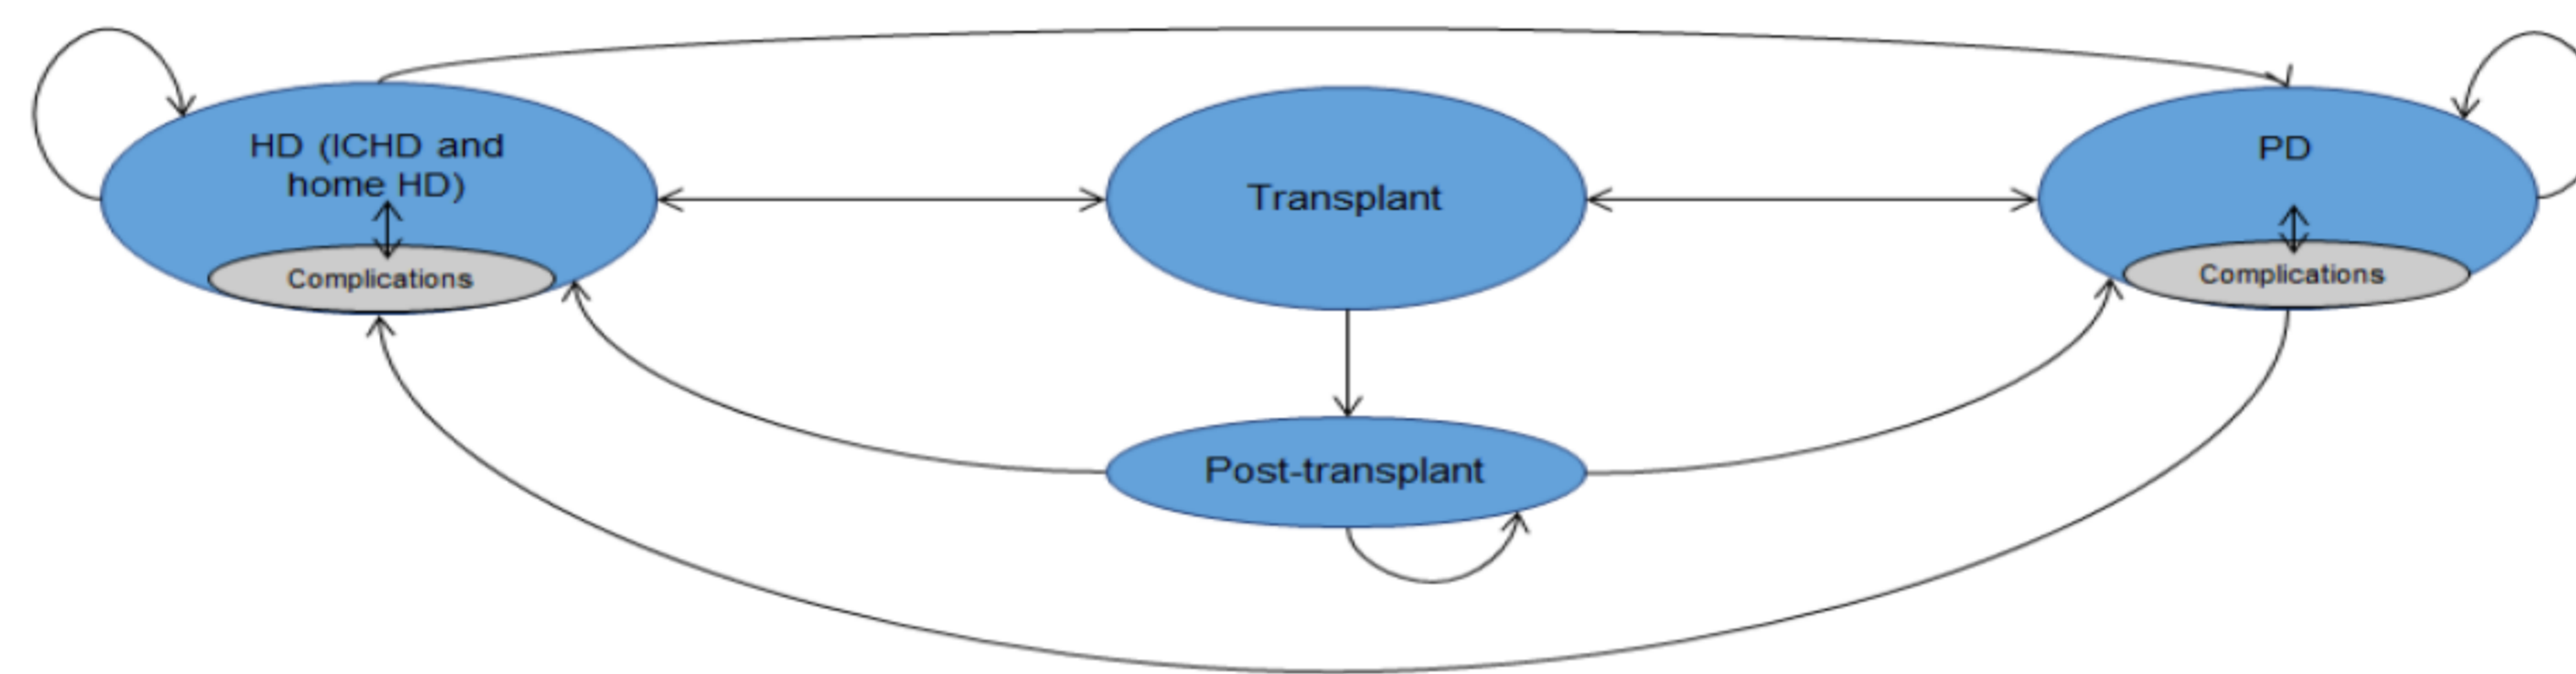 HD (ICHD and
home HD)
Complications
Transplant
Post-transplant
PD
Complications